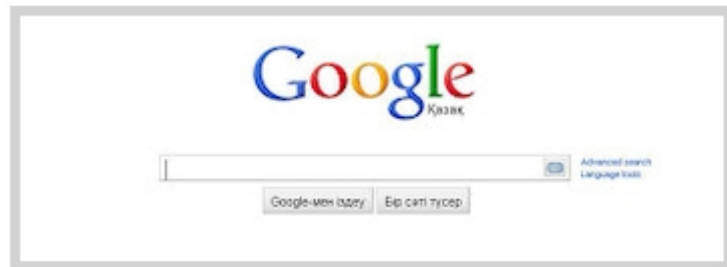 Google
Қазақ
Advanced search
Language tools
Google-мен іздеу Бір сәті түсер